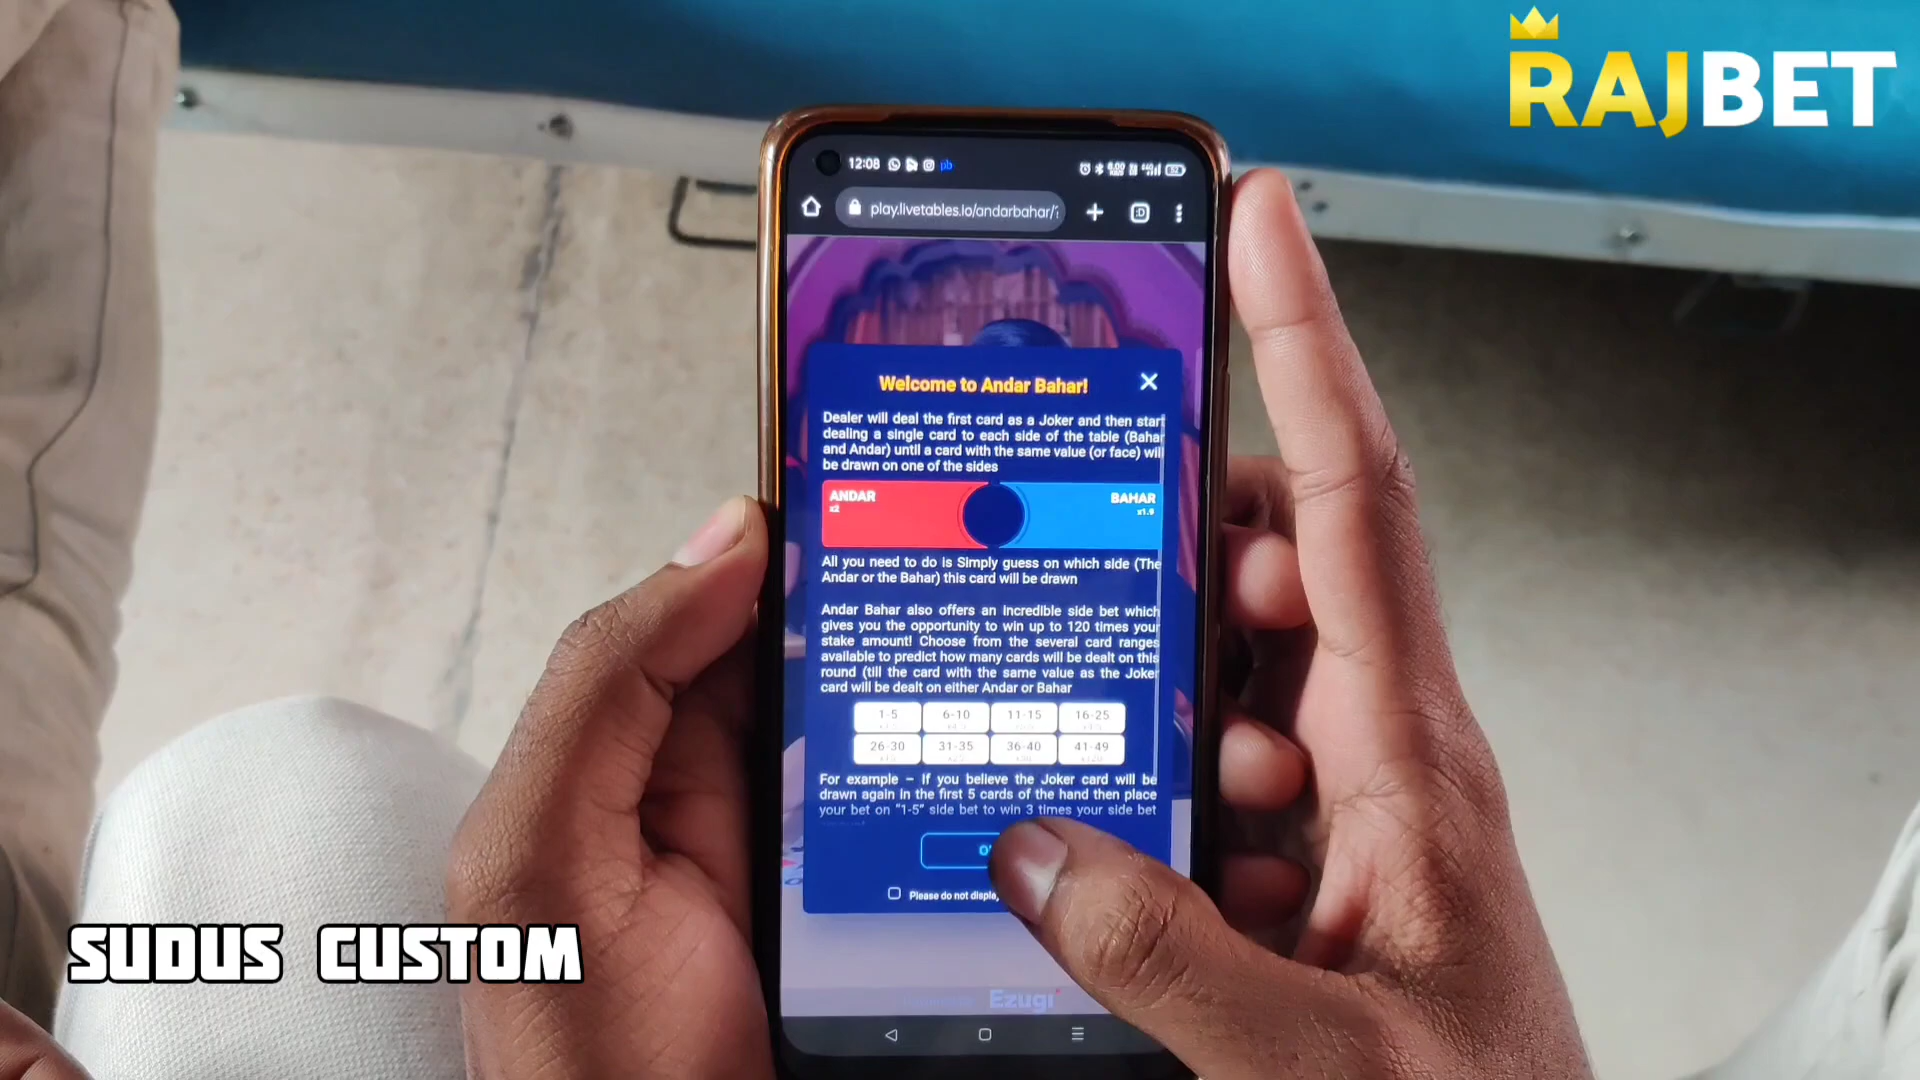 RAJBET
12:08
pb
play.livetables.io/andarbahar/
Welcome to Andar Bahar!
Dealer will deal the first card as a Joker and then start
dealing a single card to each side of the table (Bahar
and Andar) until a card with the same value (or face) will
be drawn on one of the sides
ANDAR BAHAR
x2 x1.9
All you need to do is Simply guess on which side (The
Andar or the Bahar) this card will be drawn
Andar Bahar also offers an incredible side bet which
gives you the opportunity to win up to 120 times your
stake amount! Choose from the several card ranges
available to predict how many cards will be dealt on this
round (till the card with the same value as the Joker
card will be dealt on either Andar or Bahar
1-5 6-10 11-15 16-25
26-30 31-35 36-40 41-49
For example – If you believe the Joker card will be
drawn again in the first 5 cards of the hand then place
your bet on "1-5" side bet to win 3 times your side bet
Please do not
SUDUS CUSTOM
Ezugi